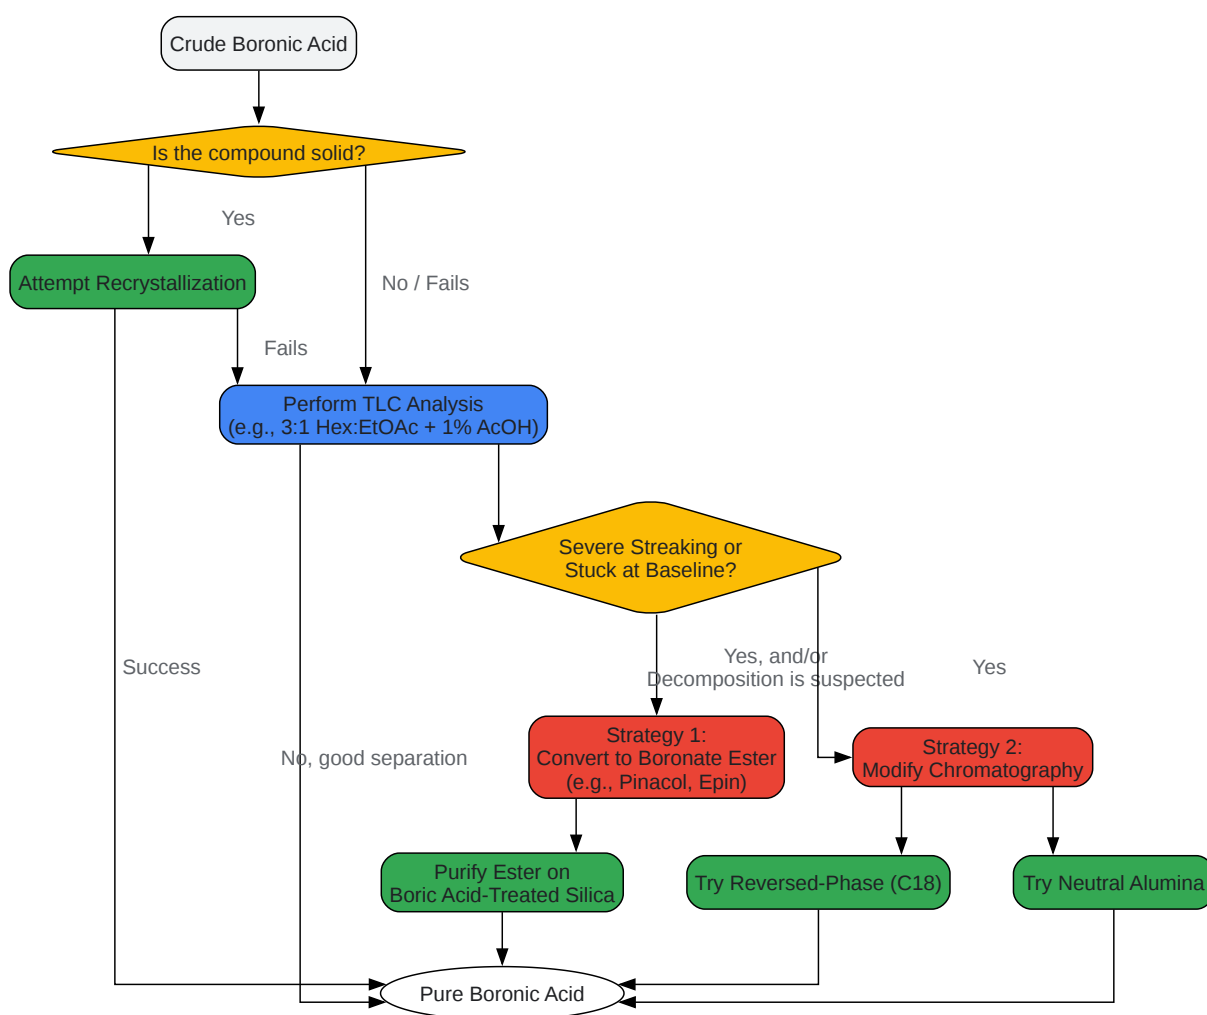 Crude Boronic Acid
Is the compound solid?
Yes
Attempt Recrystallization
No / Fails
Fails
Perform TLC Analysis
(e.g., 3:1 Hex:EtOAc + 1% AcOH)
Severe Streaking or
Stuck at Baseline?
Success
Yes, and/or
Decomposition is suspected
Yes
No, good separation
Strategy 1:
Convert to Boronate Ester
(e.g., Pinacol, Epin)
Strategy 2:
Modify Chromatography
Purify Ester on
Boric Acid-Treated Silica
Try Reversed-Phase (C18)
Try Neutral Alumina
Pure Boronic Acid